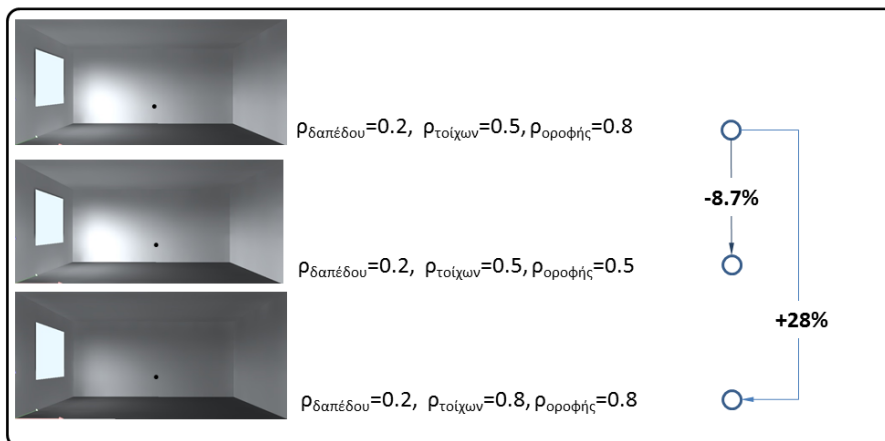 ρδαπέδου=0.2, ρτοίχων=0.5, ροροφής=0.8
-8.7%
ρδαπέδου=0.2, ρτοίχων=0.5, ροροφής=0.5
+28%
ρδαπέδου=0.2, ρτοίχων=0.8, ροροφής=0.8